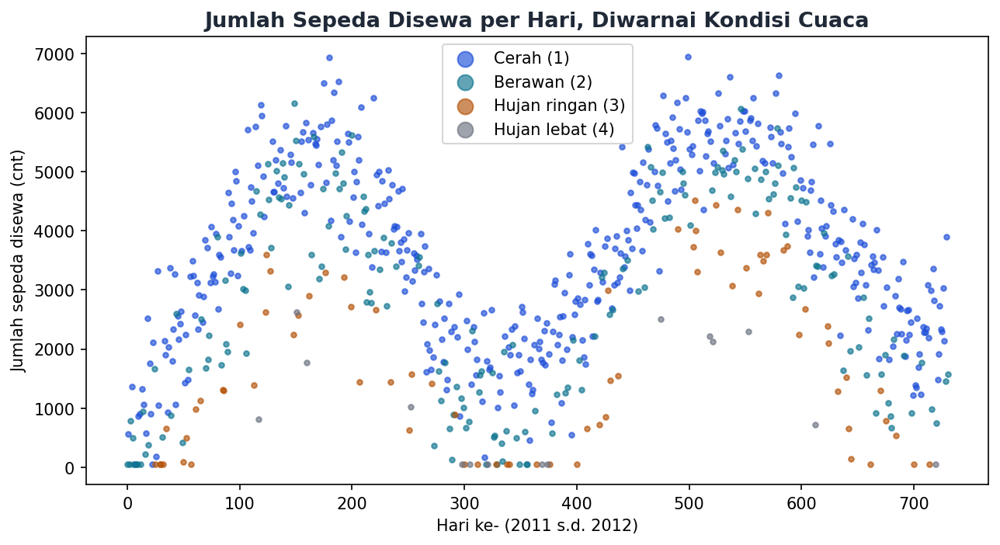 Jumlah Sepeda Disewa per Hari, Diwarnai Kondisi Cuaca
Cerah (1)
Berawan (2)
Hujan ringan (3)
Hujan lebat (4)
Jumlah sepeda disewa (cnt)
7000
6000
5000
4000
3000
2000
1000
0
0 100 200 300 400 500 600 700
Hari ke- (2011 s.d. 2012)